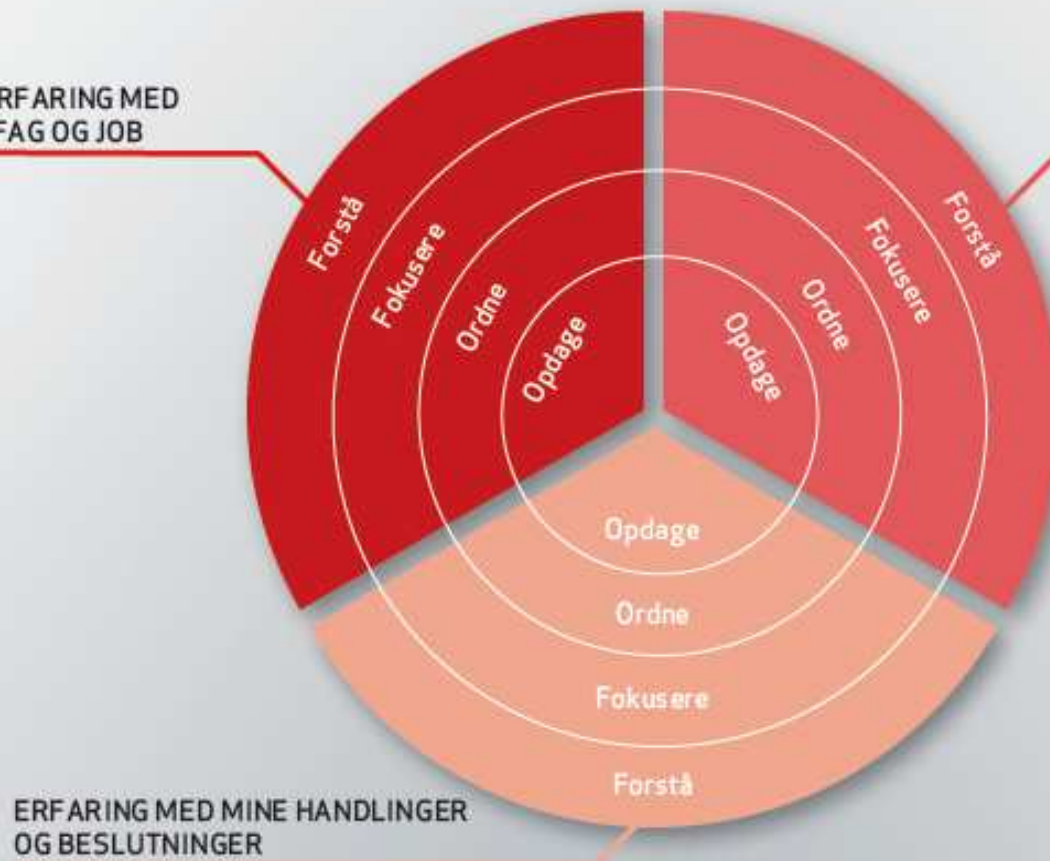 RFARING MED
FAG OG JOB
Forstå
Fokusere
Ordne
Opdage
Forstå
Fokusere
Ordne
Opdage
Opdage
Ordne
Fokusere
Forstå
ERFARING MED MINE HANDLINGER
OG BESLUTNINGER